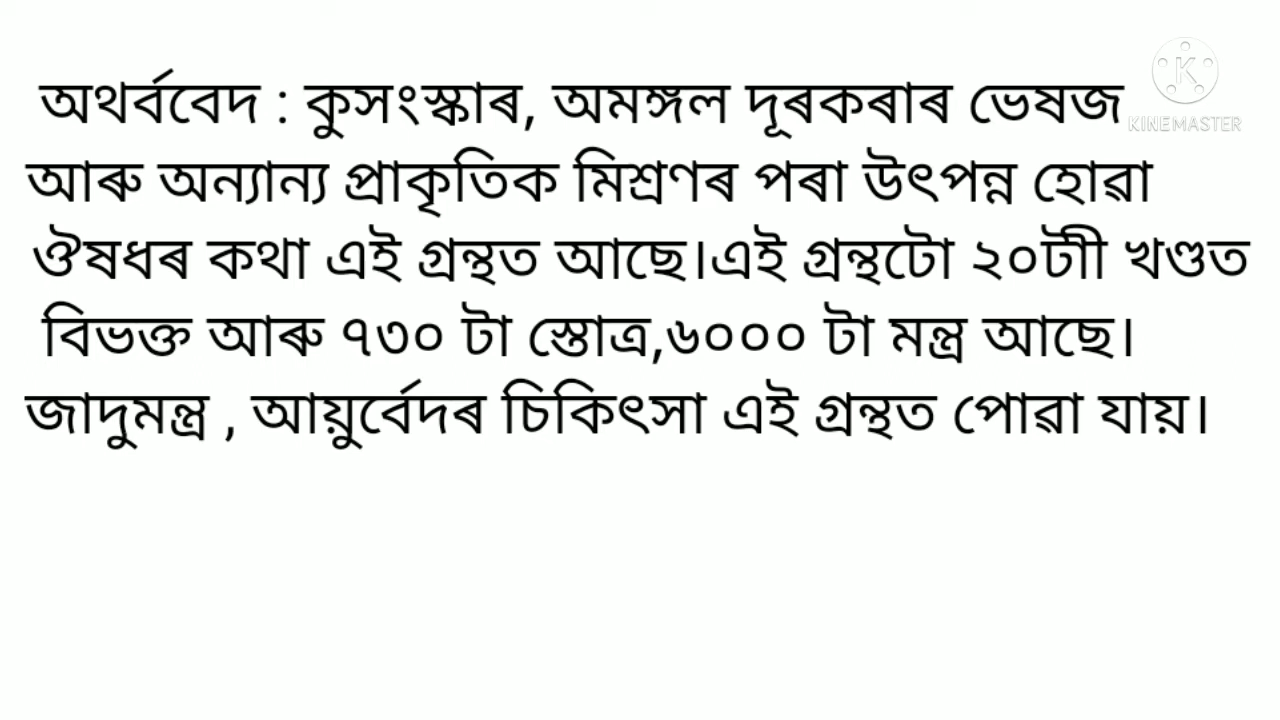 অথৰ্ববেদ : কুসংস্কাৰ, অমঙ্গল দূৰকৰাৰ ভেষজ
আৰু অন্যান্য প্ৰাকৃতিক মিশ্ৰণৰ পৰা উৎপন্ন হোৱা
ঔষধৰ কথা এই গ্ৰন্থত আছে।এই গ্ৰন্থটো ২০টাী খণ্ডত
বিভক্ত আৰু ৭৩০ টা স্তোত্ৰ,৬০০০ টা মন্ত্ৰ আছে।
জাদুমন্ত্ৰ , আয়ুৰ্বেদৰ চিকিৎসা এই গ্ৰন্থত পোৱা যায়।
KINEMASTER